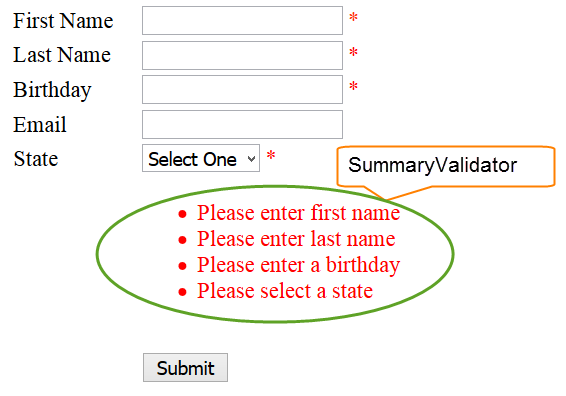 First Name *
Last Name *
Birthday *
Email
State Select One *
SummaryValidator
• Please enter first name
• Please enter last name
• Please enter a birthday
• Please select a state
Submit